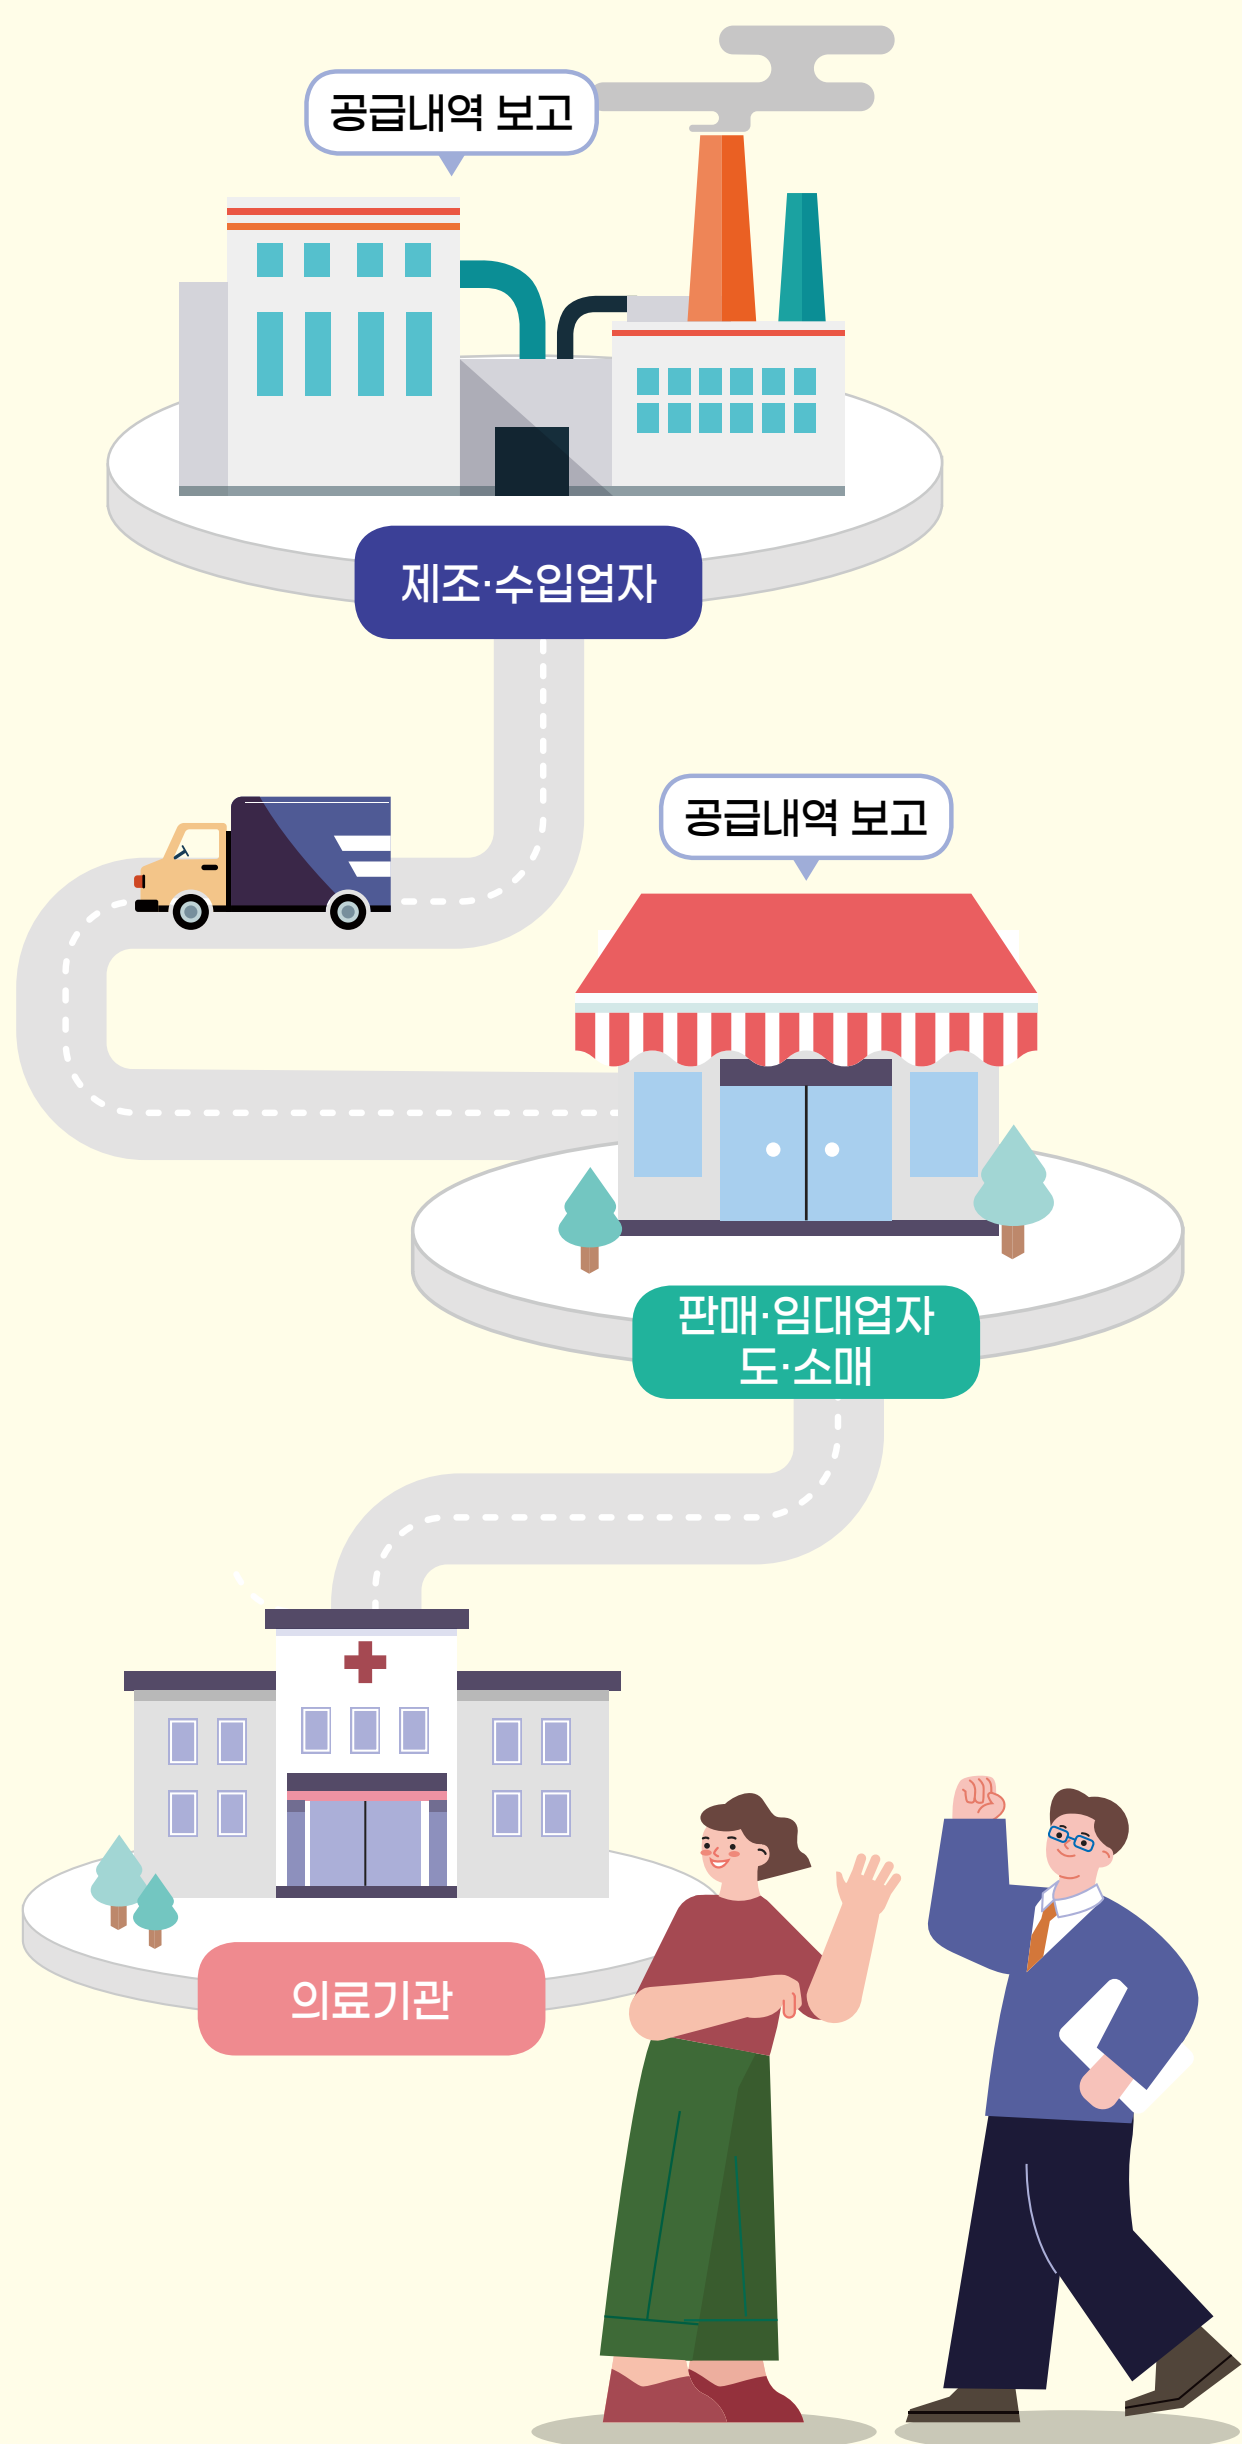 공급내역 보고
제조·수입업자
공급내역 보고
판매·임대업자
도·소매
의료기관